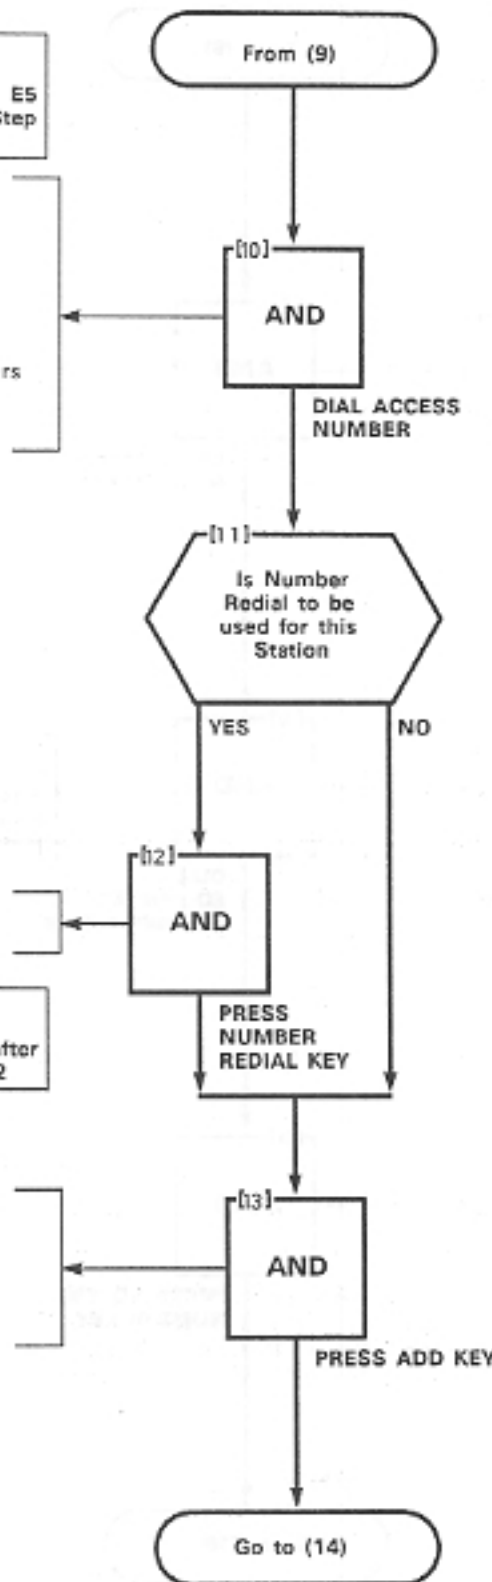 From (9)
E5
Step
[10]
AND
rs
DIAL ACCESS
NUMBER
[11]
Is Number
Redial to be
used for this
Station
YES
NO
[12]
AND
PRESS
NUMBER
REDIAL KEY
after
2
[13]
AND
PRESS ADD KEY
Go to (14)